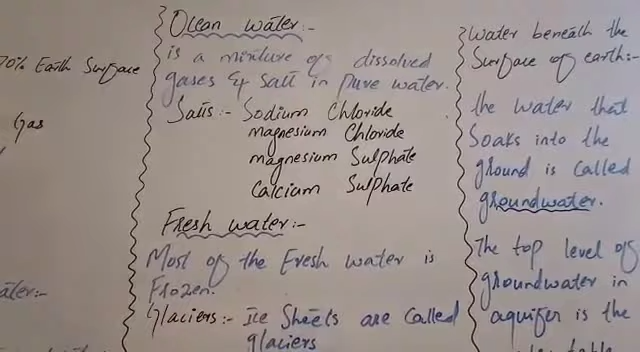 70% Earth Surface
Gas
Ocean water:-
is a mixture of dissolved
gases & salt in pure water.
Salts:- Sodium Chloride
magnesium Chloride
magnesium Sulphate
Calcium Sulphate
Fresh water:-
Most of the Fresh water is
Frozen.
Glaciers:- Ice Sheets are called
glaciers
water beneath the
Surface of earth:-
the water that
Soaks into the
ground is called
groundwater.
The top level of
groundwater in
aquifer is the